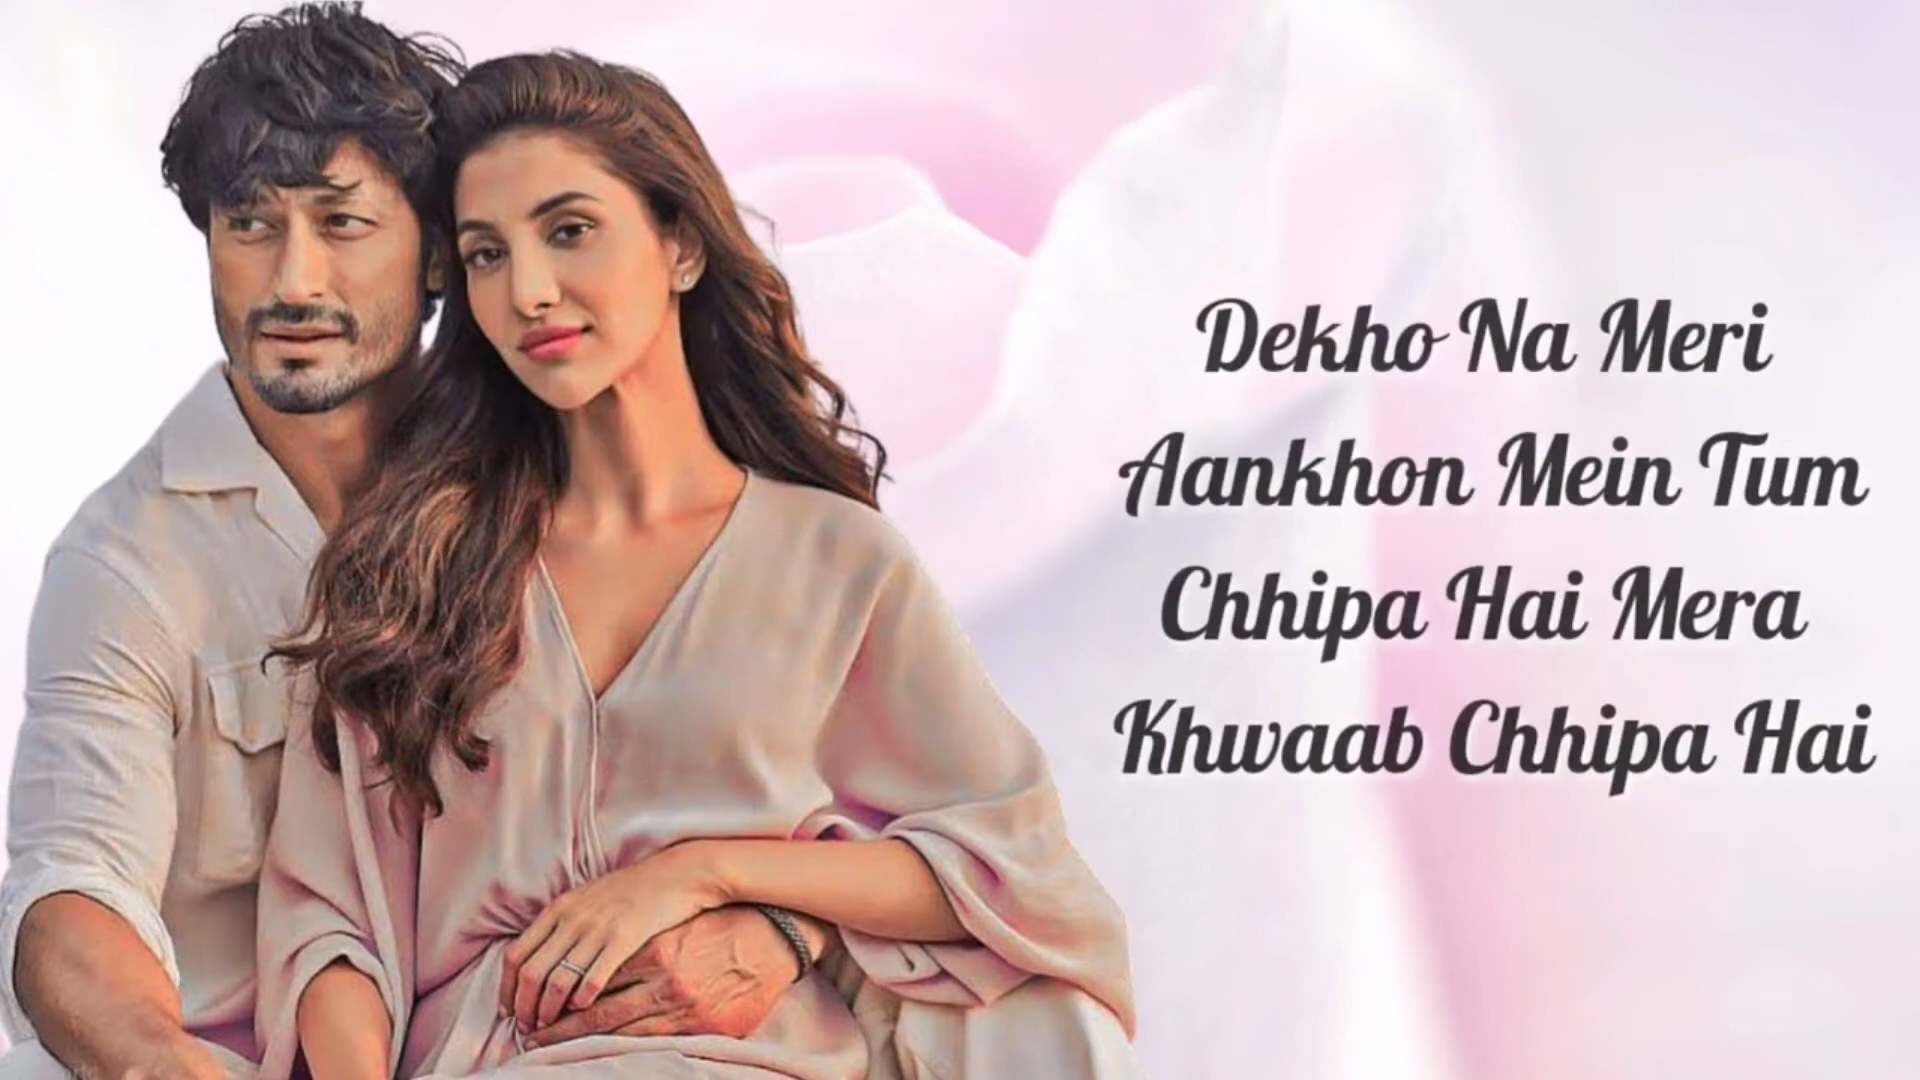 Dekho Na Meri
Aankhon Mein Tum
Chhipa Hai Mera
Khwaab Chhipa Hai